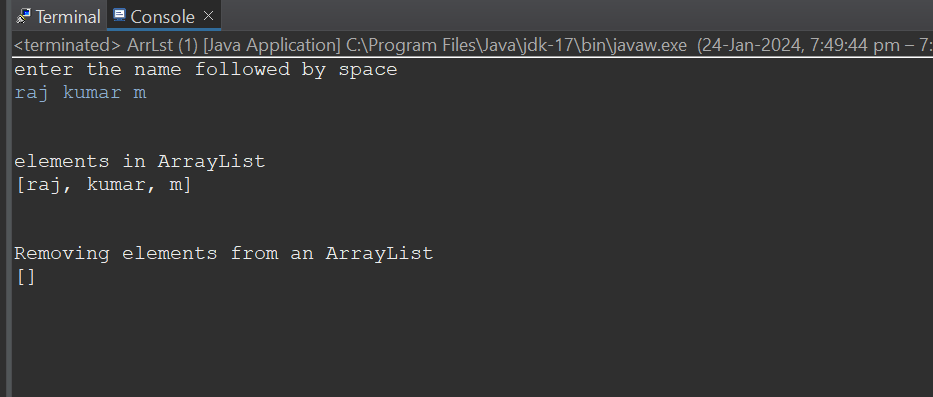 Terminal Console
<terminated> ArrLst (1) [Java Application] C:\Program Files\Java\jdk-17\bin\javaw.exe (24-Jan-2024, 7:49:44 pm – 7:
enter the name followed by space
raj kumar m
elements in ArrayList
[raj, kumar, m]
Removing elements from an ArrayList
[]